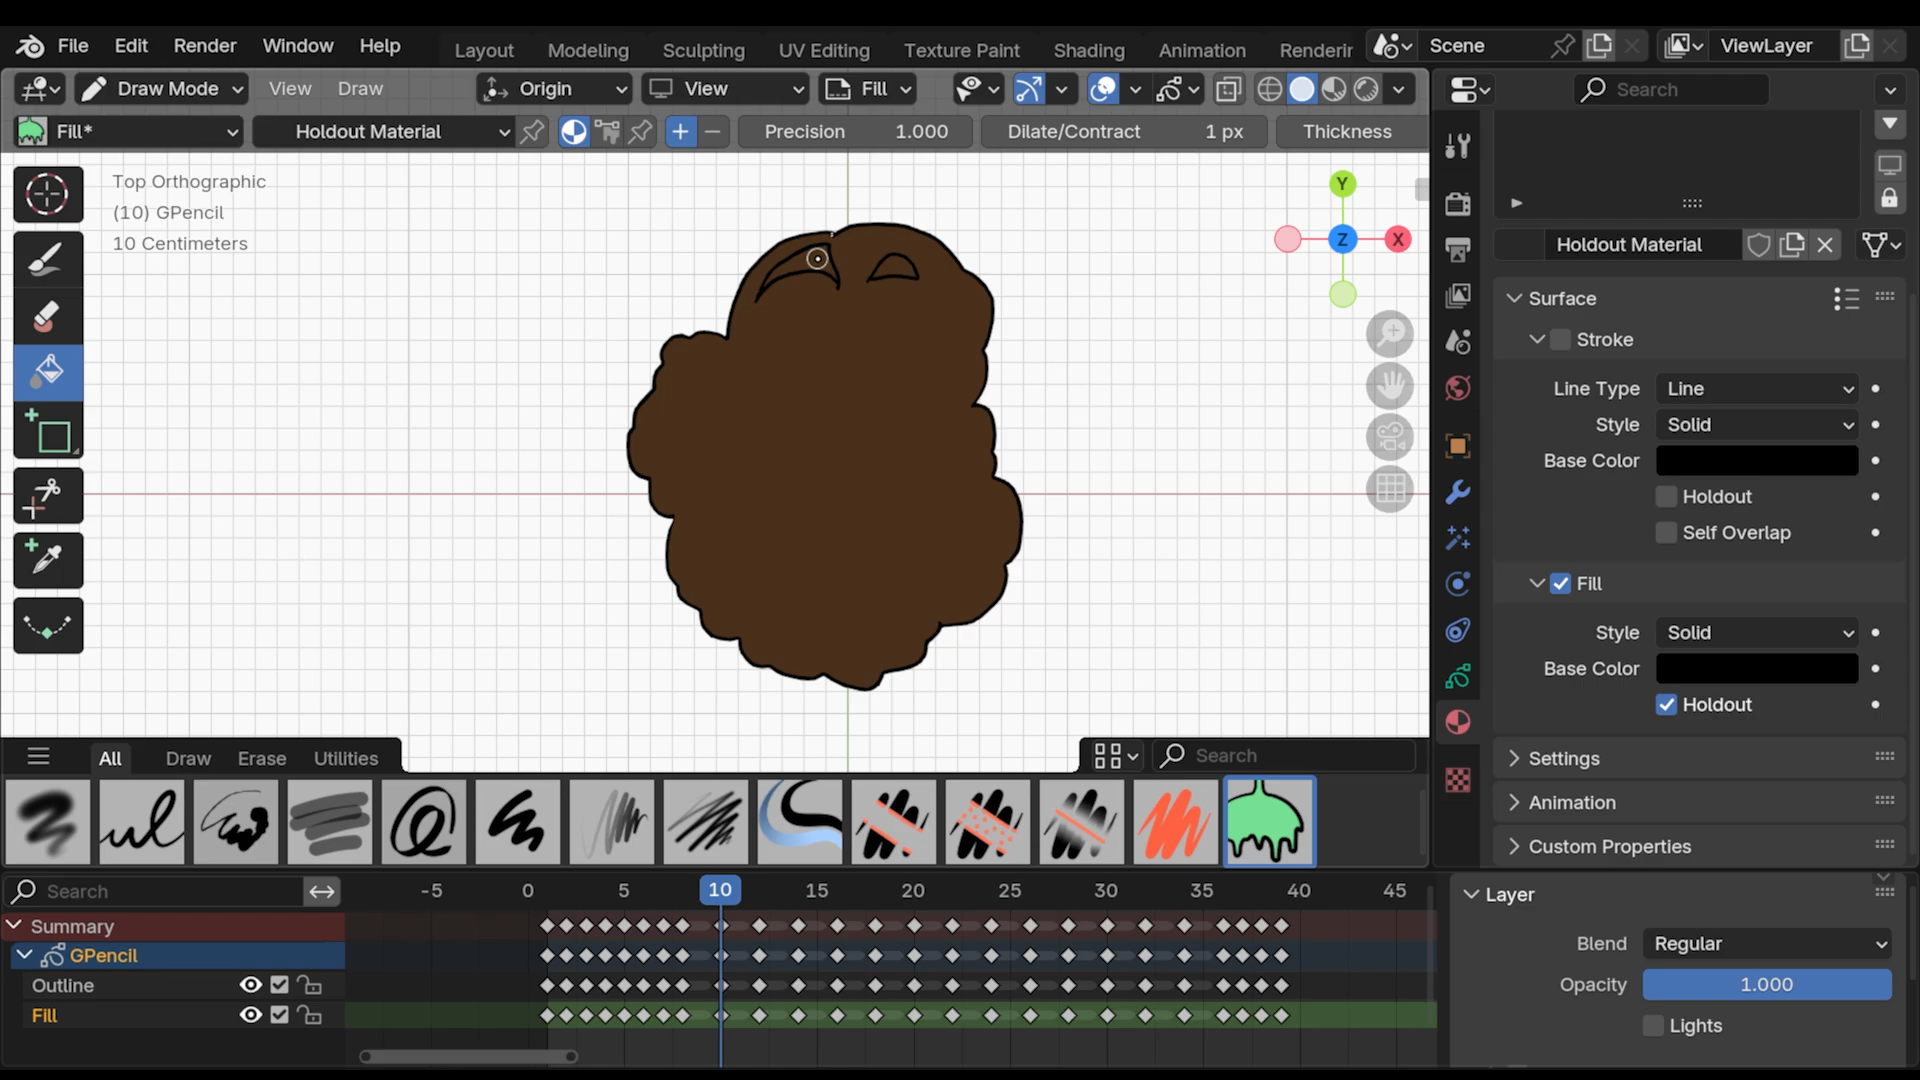 File Edit Render Window Help Layout Modeling Sculpting UV Editing Texture Paint Shading Animation Renderin Scene ViewLayer
Draw Mode View Draw Origin View Fill Search
Fill* Holdout Material Precision 1.000 Dilate/Contract 1 px Thickness
Top Orthographic
(10) GPencil
10 Centimeters
Y
Z X
Holdout Material
Surface
Stroke
Line Type Line
Style Solid
Base Color
Holdout
Self Overlap
Fill
Style Solid
Base Color
Holdout
Settings
Animation
Custom Properties
All Draw Erase Utilities Search
Search -5 0 5 10 15 20 25 30 35 40 45
Summary
GPencil
Outline
Fill
Layer
Blend Regular
Opacity 1.000
Lights